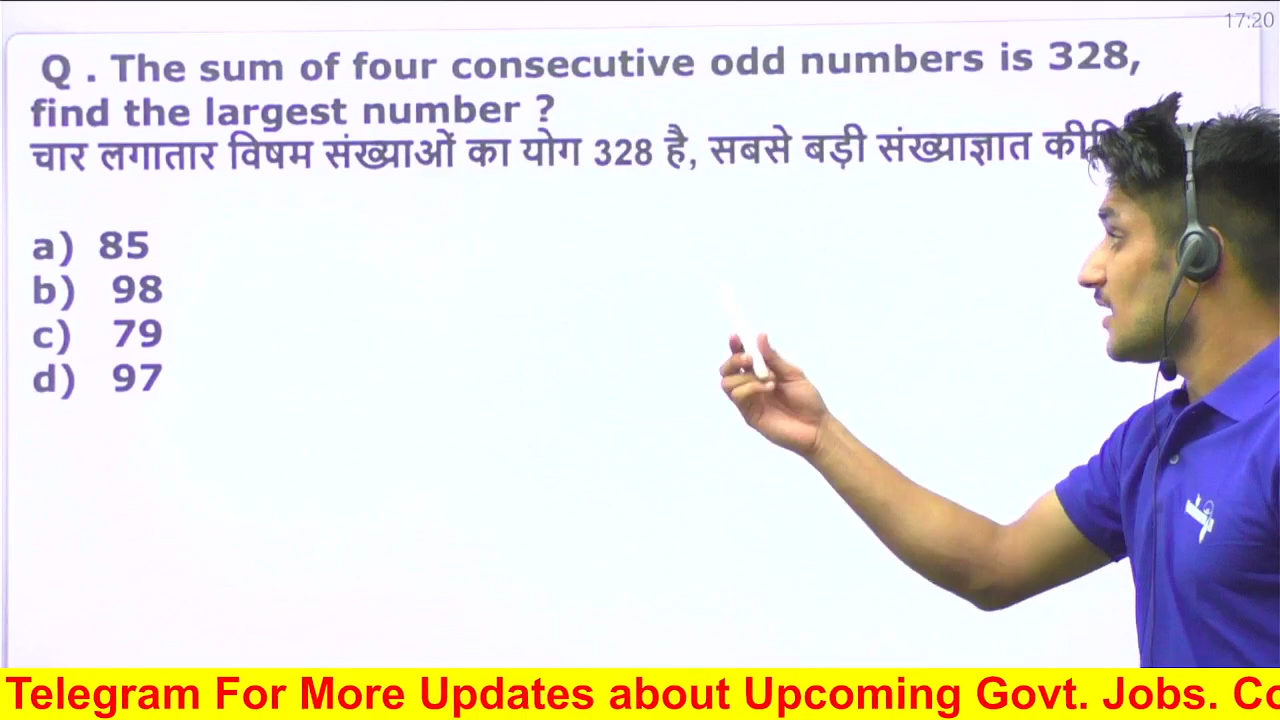 17:20
Q . The sum of four consecutive odd numbers is 328,
find the largest number ?
चार लगातार विषम संख्याओं का योग 328 है, सबसे बड़ी संख्याज्ञात
a) 85
b) 98
c) 79
d) 97
Telegram For More Updates about Upcoming Govt. Jobs.